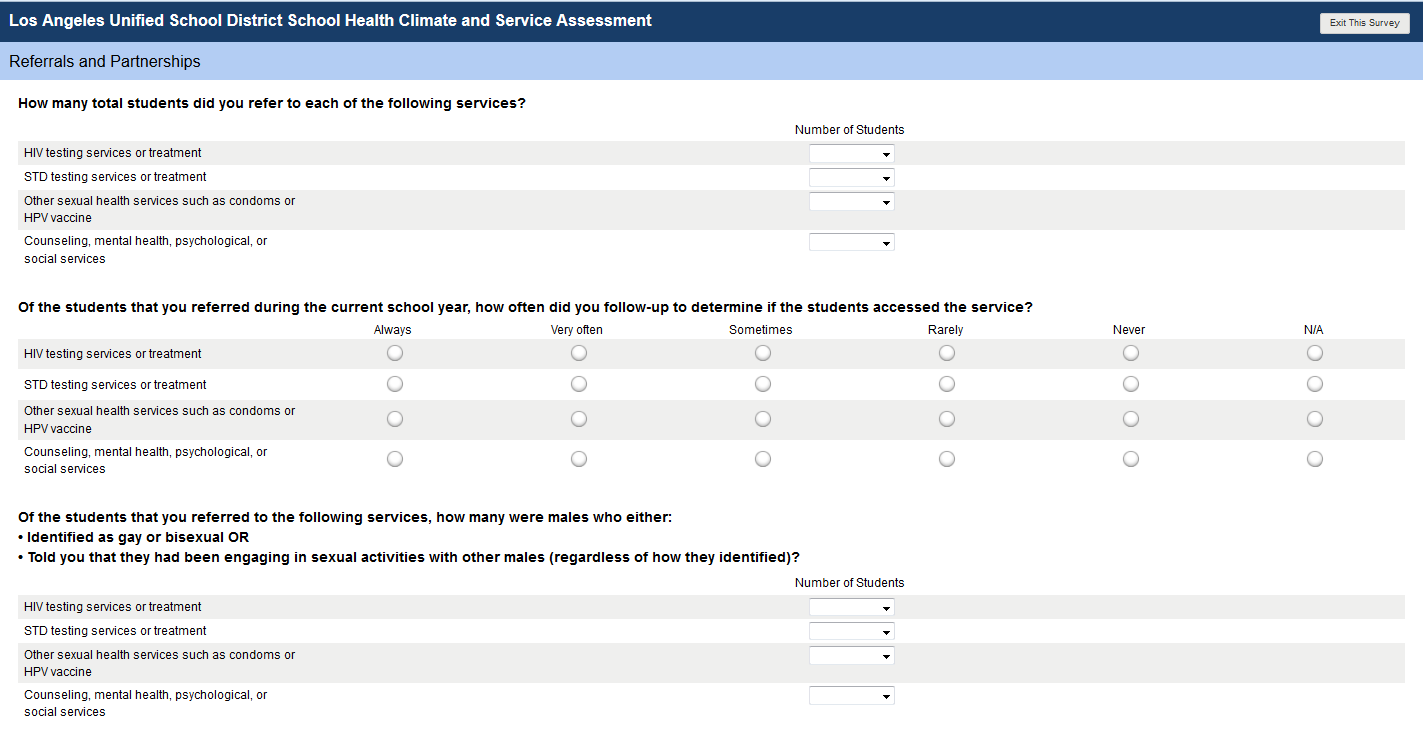 Los Angeles Unified School District School Health Climate and Service Assessment
Exit This Survey
Referrals and Partnerships
How many total students did you refer to each of the following services?
Number of Students
HIV testing services or treatment
STD testing services or treatment
Other sexual health services such as condoms or
HPV vaccine
Counseling, mental health, psychological, or
social services
Of the students that you referred during the current school year, how often did you follow-up to determine if the students accessed the service?
Always Very often Sometimes Rarely Never N/A
HIV testing services or treatment
STD testing services or treatment
Other sexual health services such as condoms or
HPV vaccine
Counseling, mental health, psychological, or
social services
Of the students that you referred to the following services, how many were males who either:
• Identified as gay or bisexual OR
• Told you that they had been engaging in sexual activities with other males (regardless of how they identified)?
Number of Students
HIV testing services or treatment
STD testing services or treatment
Other sexual health services such as condoms or
HPV vaccine
Counseling, mental health, psychological, or
social services